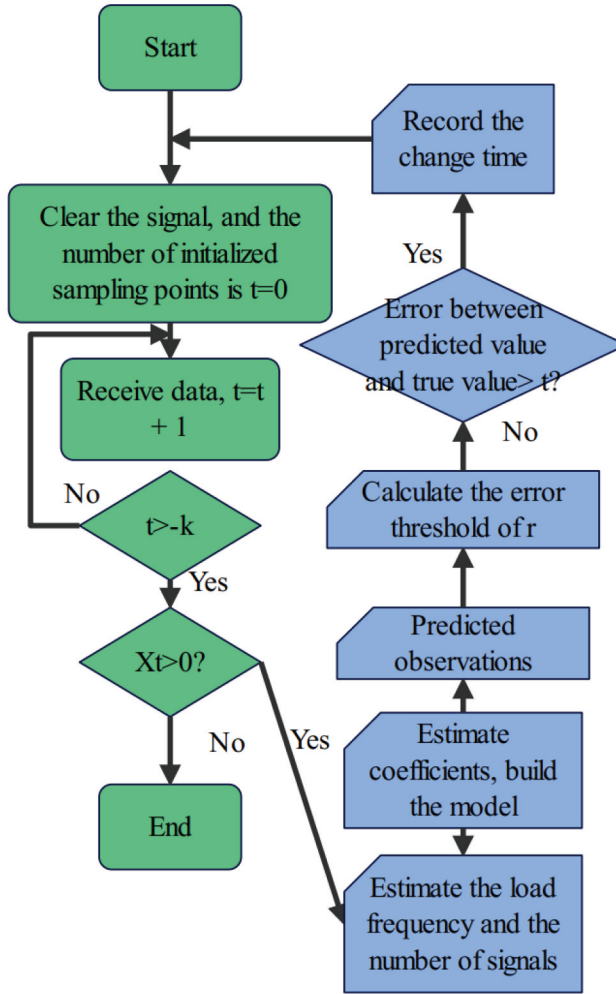 Start
Clear the signal, and the
number of initialized
sampling points is t=0
Receive data, t=t
+ 1
No
t>-k
Yes
Xt>0?
No
Yes
End
Record the
change time
Yes
Error between
predicted value
and true value> t?
No
Calculate the error
threshold of r
Predicted
observations
Estimate
coefficients, build
the model
Estimate the load
frequency and the
number of signals